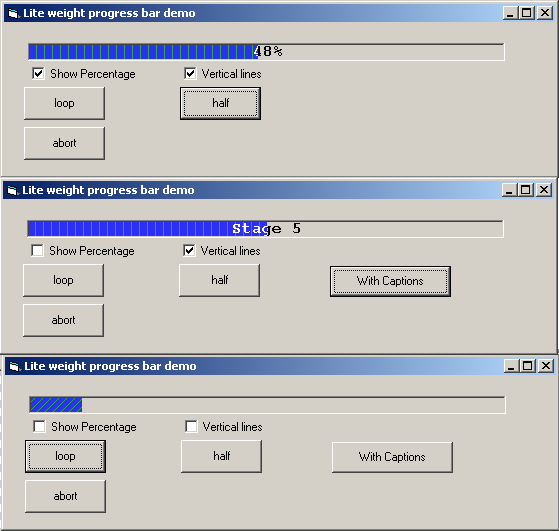 Lite weight progress bar demo
48%
Show Percentage Vertical lines
loop half
abort
Lite weight progress bar demo
Stage 5
Show Percentage Vertical lines
loop half With Captions
abort
Lite weight progress bar demo
Show Percentage Vertical lines
loop half With Captions
abort